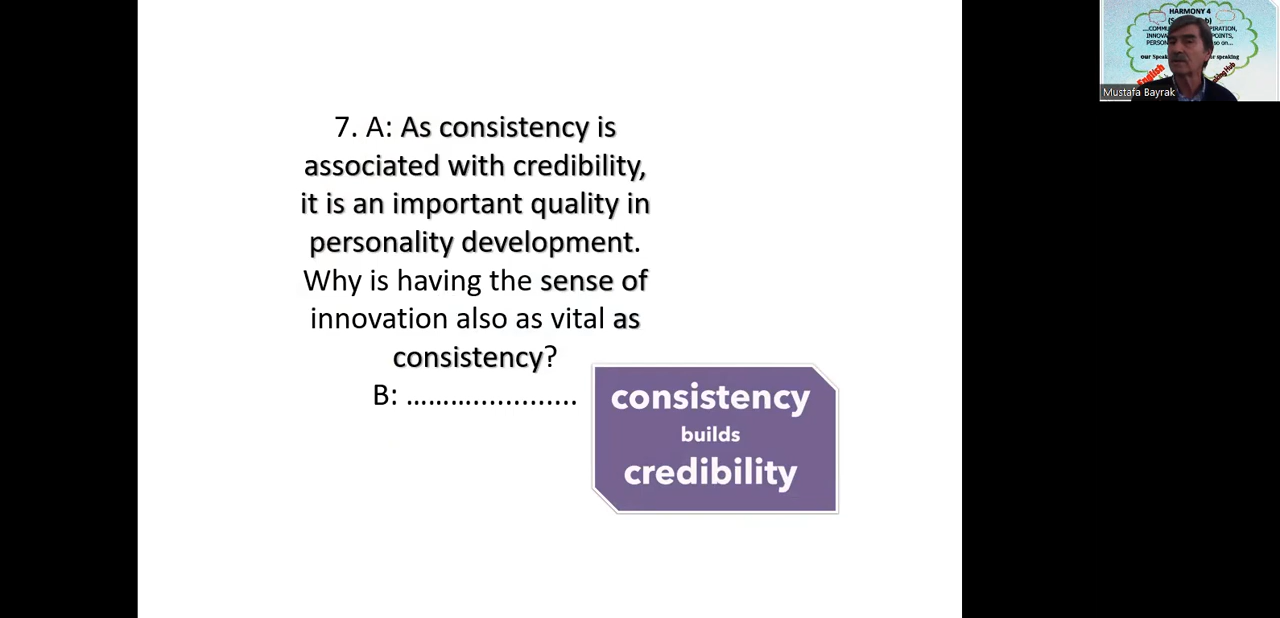 7. A: As consistency is
associated with credibility,
it is an important quality in
personality development.
Why is having the sense of
innovation also as vital as
consistency?
B: ……….............
consistency
builds
credibility
HARMONY 4
English
Mustafa Bayrak